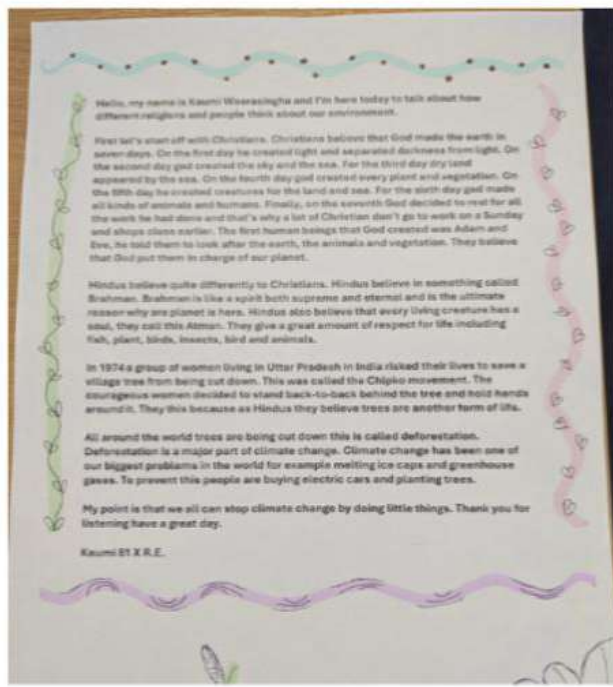 Hello, my name is Kaumi Weerasingha and I'm here today to talk about how
different religions and people think about our environment.
First let's start off with Christians. Christians believe that God made the earth in
seven days. On the first day he created light and separated darkness from light. On
the second day god created the sky and the sea. For the third day dry land
appeared by the sea. On the fourth day god created every plant and vegetation. On
the fifth day he created creatures for the land and sea. For the sixth day god made
all kinds of animals and humans. Finally, on the seventh God decided to rest for all
the work he had done and that's why a lot of Christian don't go to work on a Sunday
and shops close earlier. The first human beings that God created was Adam and
Eve, he told them to look after the earth, the animals and vegetation. They believe
that God put them in charge of our planet.
Hindus believe quite differently to Christians. Hindus believe in something called
Brahman. Brahman is like a spirit both supreme and eternal and is the ultimate
reason why are planet is here. Hindus also believe that every living creature has a
soul, they call this Atman. They give a great amount of respect for life including
fish, plant, birds, insects, bird and animals.
In 1974 a group of women living in Uttar Pradesh in India risked their lives to save a
village tree from being cut down. This was called the Chipko movement. The
courageous women decided to stand back-to-back behind the tree and hold hands
around it. They this because as Hindus they believe trees are another form of life.
All around the world trees are being cut down this is called deforestation.
Deforestation is a major part of climate change. Climate change has been one of
our biggest problems in the world for example melting ice caps and greenhouse
gases. To prevent this people are buying electric cars and planting trees.
My point is that we all can stop climate change by doing little things. Thank you for
listening have a great day.
Kaumi 81 X R.E.